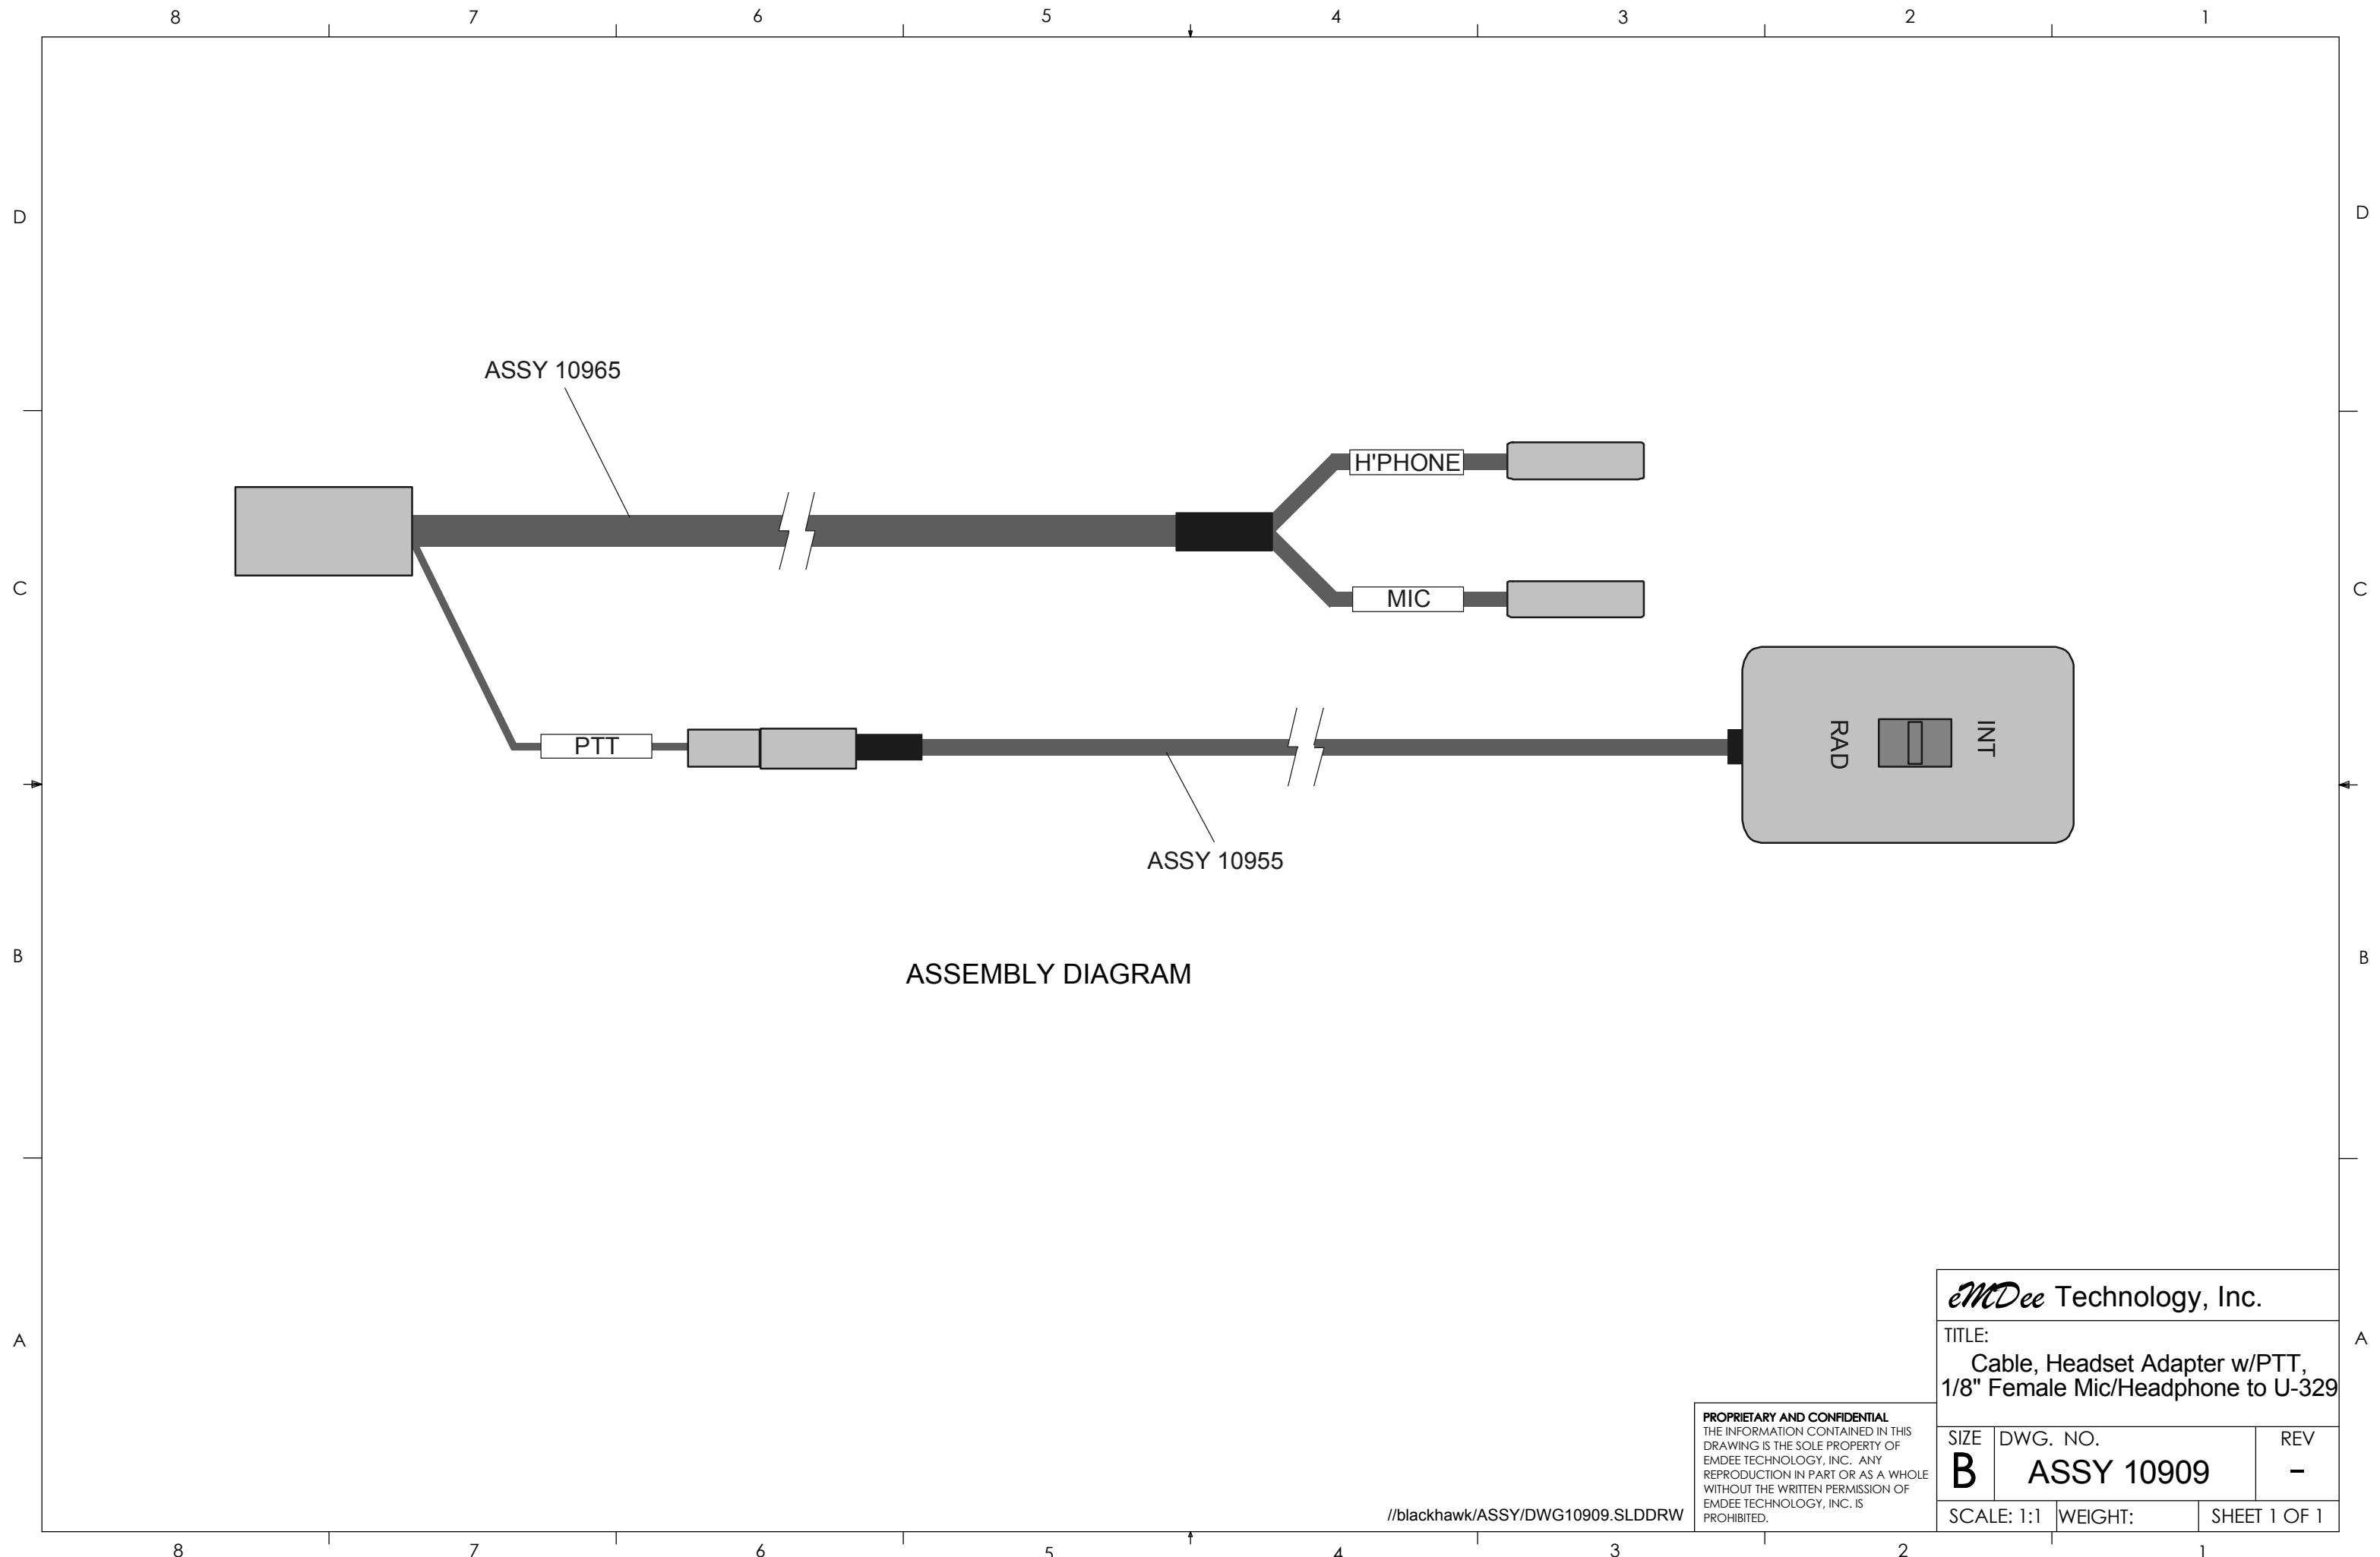 8 7 6 5 4 3 2 1
D D
ASSY 10965
H'PHONE
C C
MIC
RAD INT
PTT
ASSY 10955
B B
ASSEMBLY DIAGRAM
éMDee Technology, Inc.
A A
TITLE:
Cable, Headset Adapter w/PTT,
1/8" Female Mic/Headphone to U-329
PROPRIETARY AND CONFIDENTIAL
THE INFORMATION CONTAINED IN THIS
DRAWING IS THE SOLE PROPERTY OF
EMDEE TECHNOLOGY, INC. ANY
REPRODUCTION IN PART OR AS A WHOLE
WITHOUT THE WRITTEN PERMISSION OF
EMDEE TECHNOLOGY, INC. IS
PROHIBITED.
SIZE DWG. NO. REV
B ASSY 10909 -
//blackhawk/ASSY/DWG10909.SLDDRW
SCALE: 1:1 WEIGHT: SHEET 1 OF 1
8 7 6 5 4 3 2 1